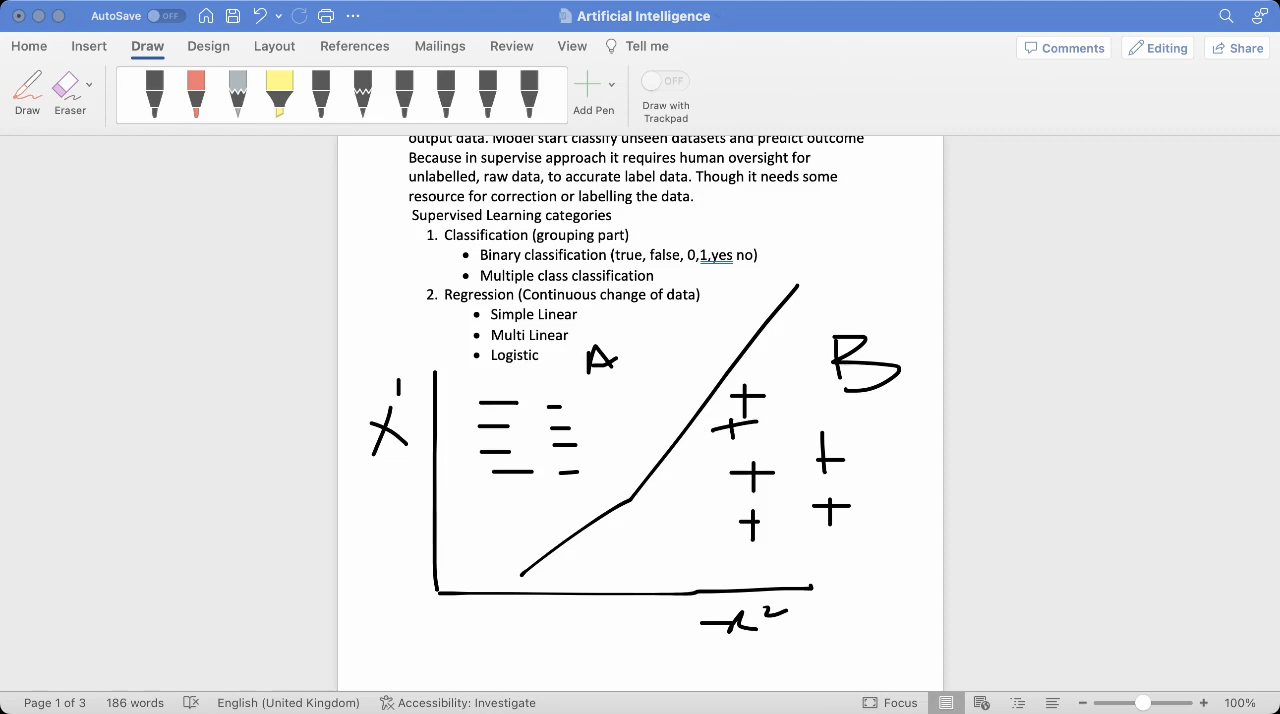 AutoSave OFF Artificial Intelligence
Home Insert Draw Design Layout References Mailings Review View Tell me Comments Editing Share
Draw Eraser Add Pen OFF Draw with Trackpad
output data. Model start classify unseen datasets and predict outcome
Because in supervise approach it requires human oversight for
unlabelled, raw data, to accurate label data. Though it needs some
resource for correction or labelling the data.
Supervised Learning categories
1. Classification (grouping part)
• Binary classification (true, false, 0,1,yes no)
• Multiple class classification
2. Regression (Continuous change of data)
• Simple Linear
• Multi Linear
• Logistic
A
B
X1
x2
Page 1 of 3 186 words English (United Kingdom) Accessibility: Investigate Focus 100%